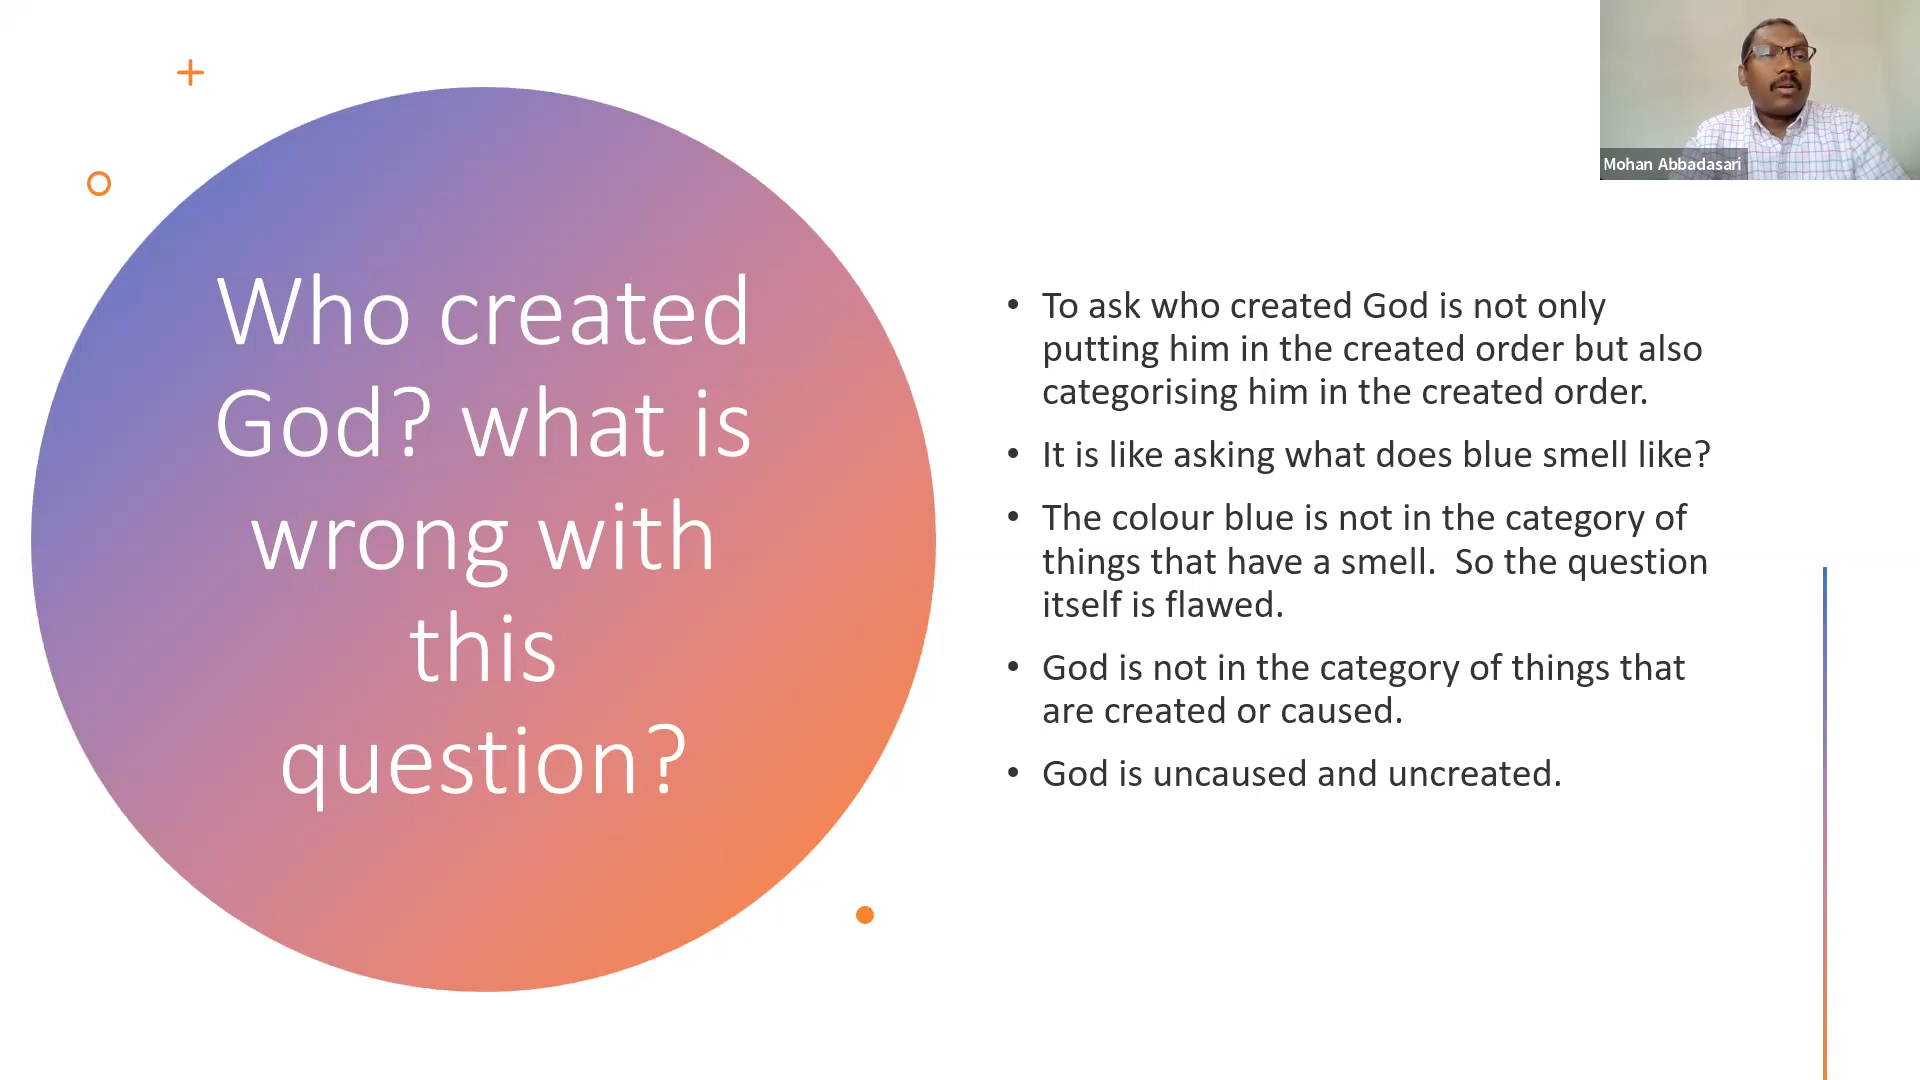 Who created
God? what is
wrong with
this
question?
• To ask who created God is not only
putting him in the created order but also
categorising him in the created order.
• It is like asking what does blue smell like?
• The colour blue is not in the category of
things that have a smell.  So the question
itself is flawed.
• God is not in the category of things that
are created or caused.
• God is uncaused and uncreated.
Mohan Abbadasari